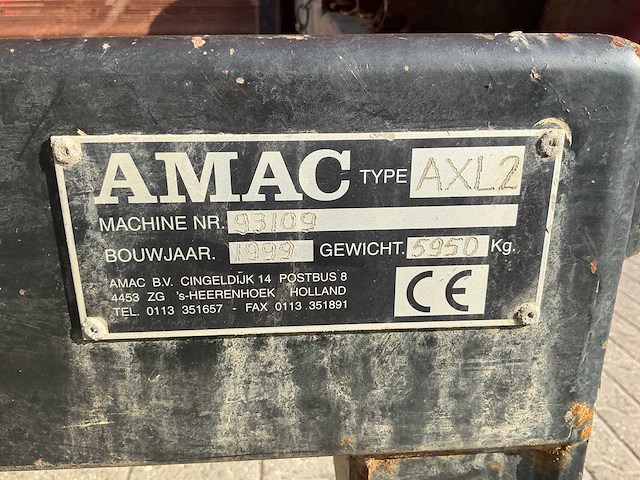 AMAC TYPE AXL2
MACHINE NR. 93109
BOUWJAAR. 1999 GEWICHT. 5950 Kg.
AMAC B.V. CINGELDIJK 14 POSTBUS 8
4453 ZG 's-HEERENHOEK HOLLAND
TEL. 0113 351657 - FAX 0113 .351891
CE